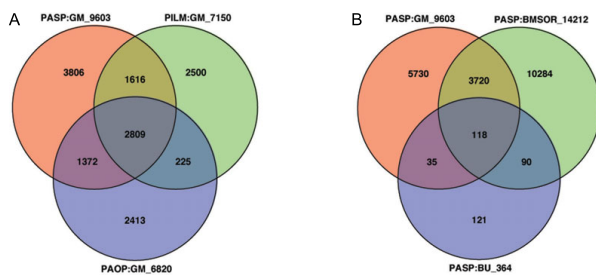 A
PASP:GM_9603 PILM:GM_7150
3806 1616 2500
2809
1372 225
2413
PAOP:GM_6820
B
PASP:GM_9603 PASP:BMSOR_14212
5730 3720 10284
118
35 90
121
PASP:BU_364